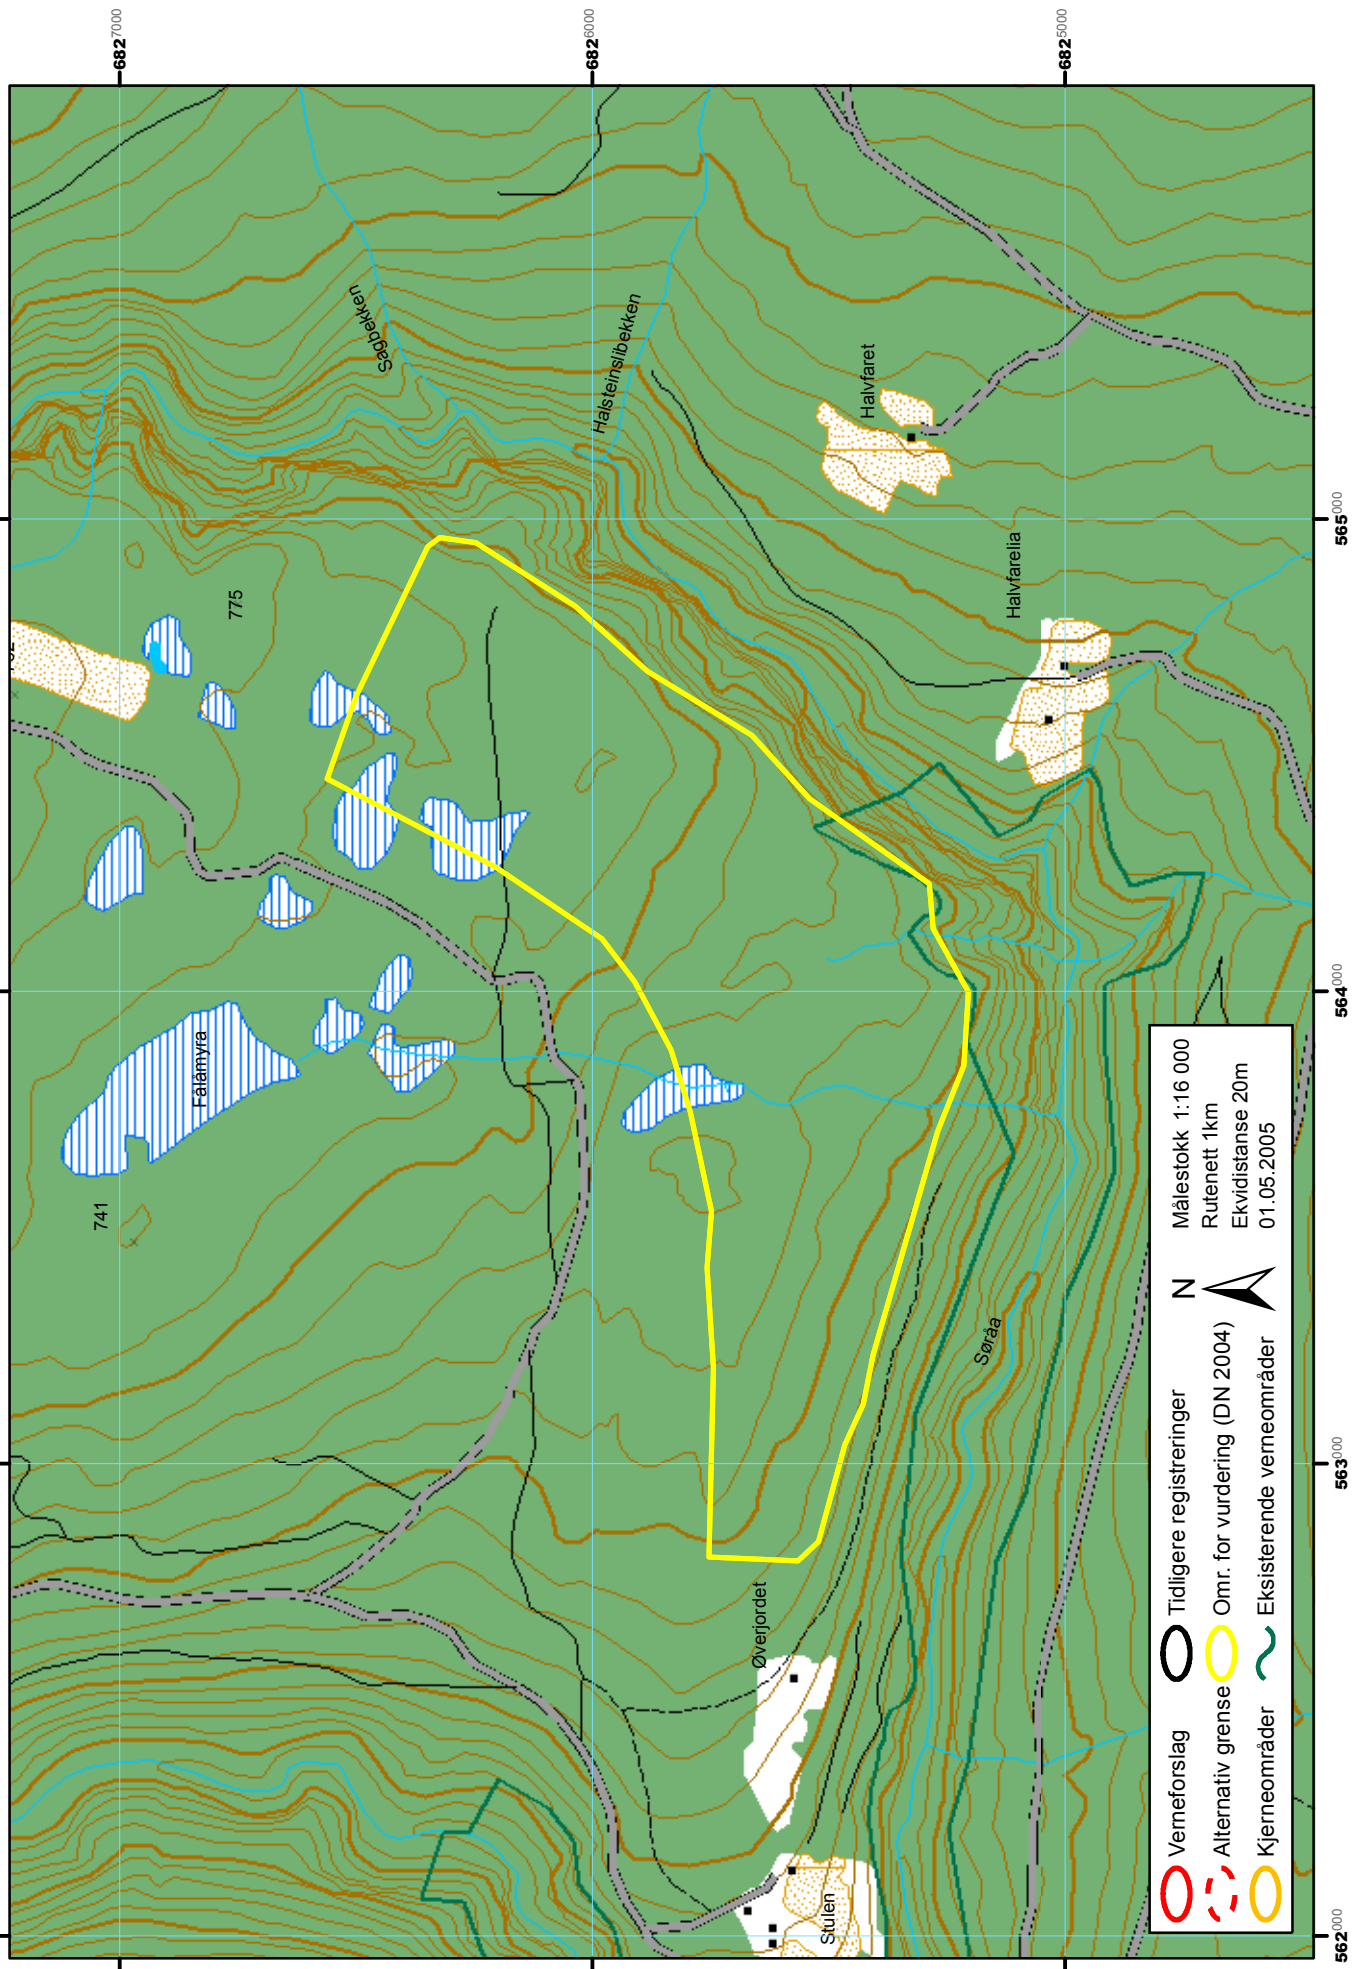 6827000
6826000
6825000
Sagbekken
Halsteinslibekken
Halvfaret
565000
Halvfarelia
775
Fålåmyra
564000
741
Søråa
563000
Øverjordet
Stulen
562000
Verneforslag
Alternativ grense
Kjerneområder
Tidligere registreringer
Omr. for vurdering (DN 2004)
Eksisterende verneområder
N
Målestokk 1:16 000
Rutenett 1km
Ekvidistanse 20m
01.05.2005